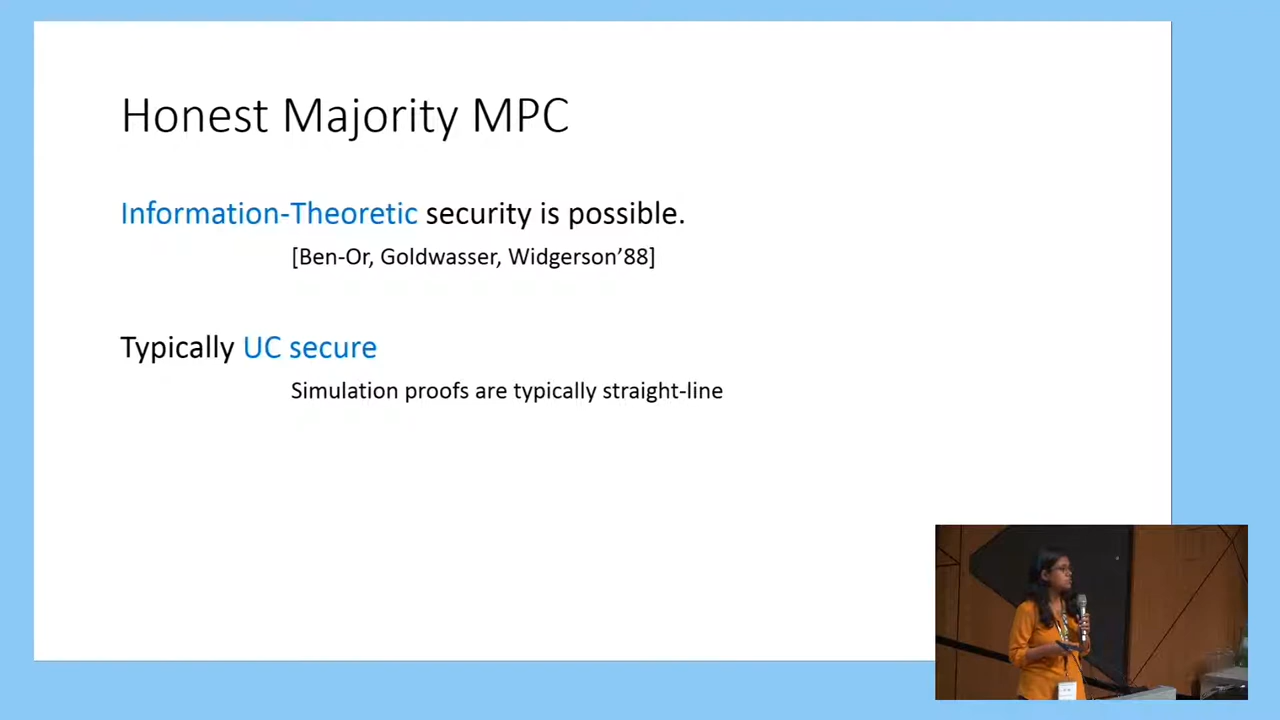 Honest Majority MPC
Information-Theoretic security is possible.
[Ben-Or, Goldwasser, Widgerson’88]
Typically UC secure
Simulation proofs are typically straight-line